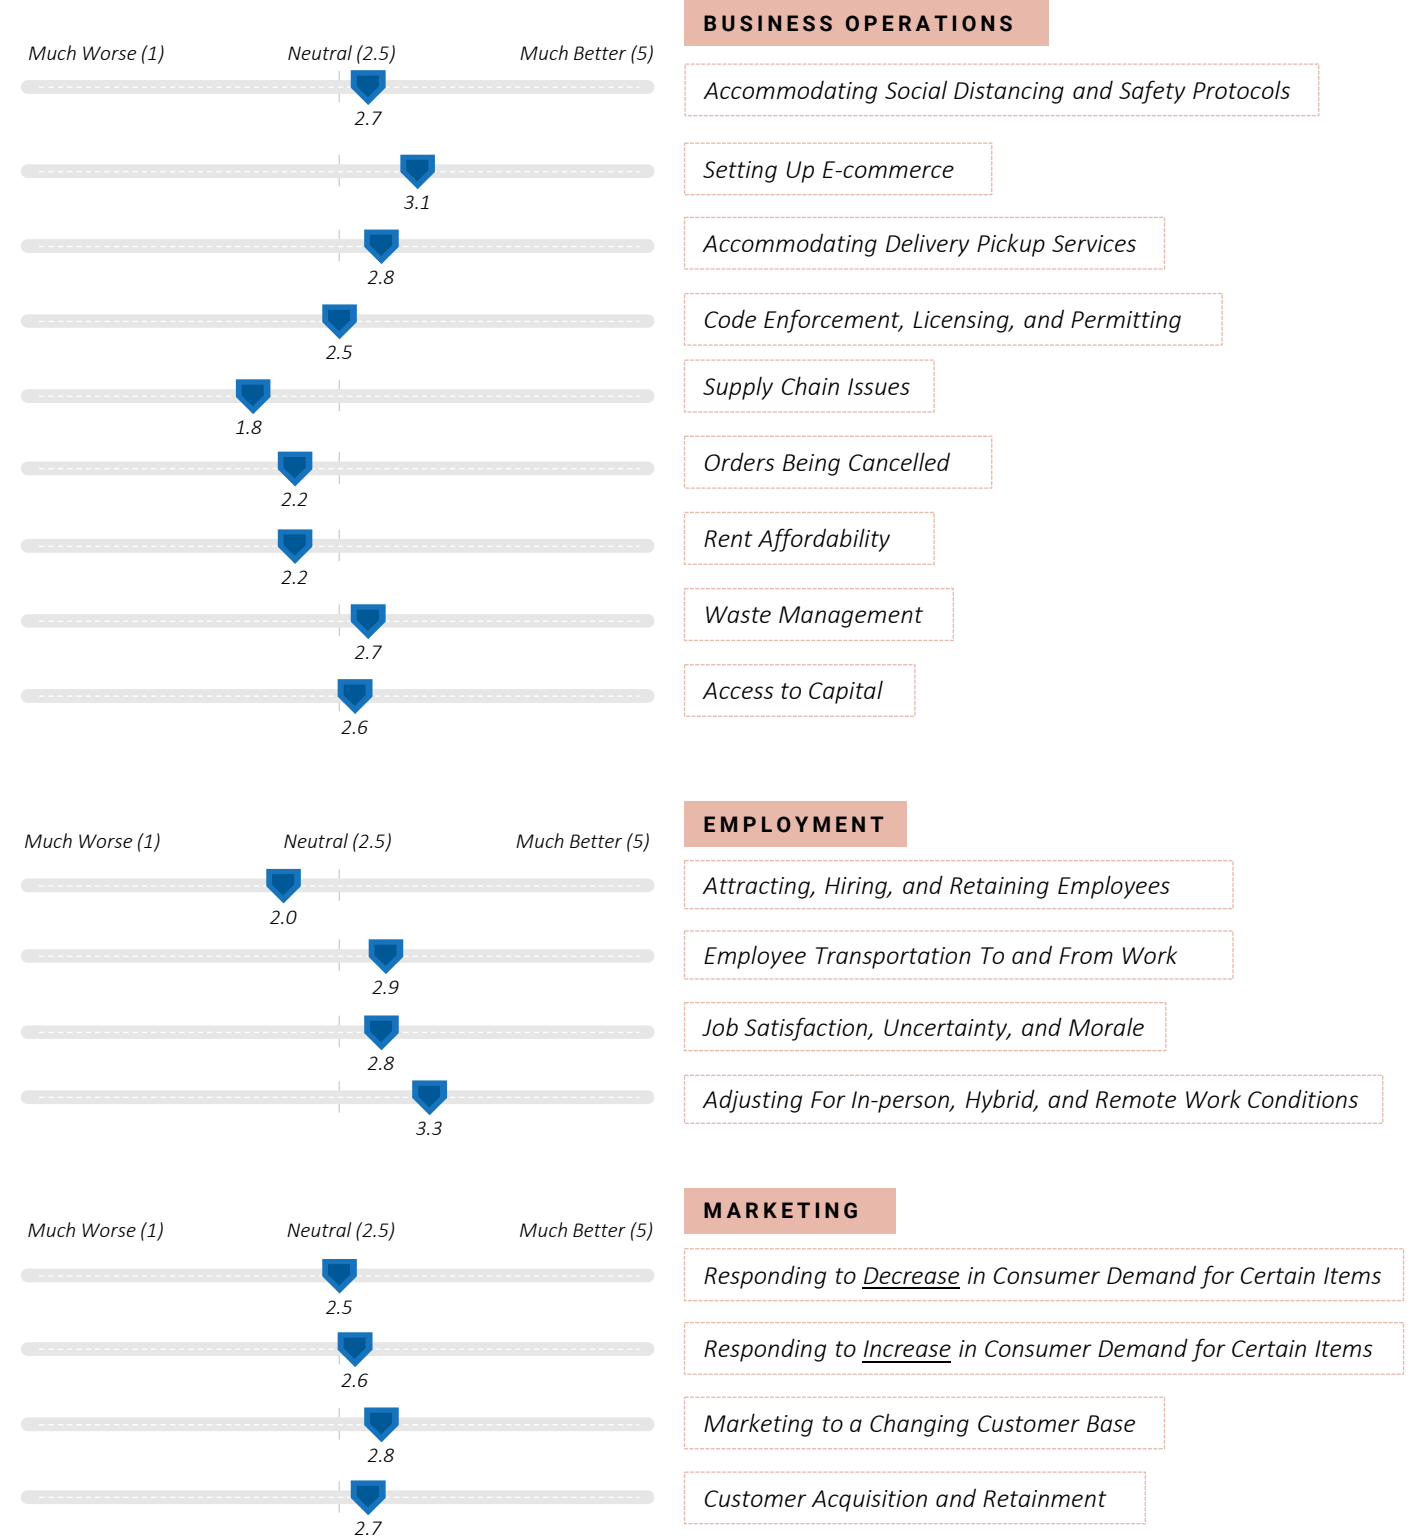 BUSINESS OPERATIONS
Much Worse (1) Neutral (2.5) Much Better (5)
Accommodating Social Distancing and Safety Protocols
2.7
Setting Up E-commerce
3.1
Accommodating Delivery Pickup Services
2.8
Code Enforcement, Licensing, and Permitting
2.5
Supply Chain Issues
1.8
Orders Being Cancelled
2.2
Rent Affordability
2.2
Waste Management
2.7
Access to Capital
2.6
EMPLOYMENT
Much Worse (1) Neutral (2.5) Much Better (5)
Attracting, Hiring, and Retaining Employees
2.0
Employee Transportation To and From Work
2.9
Job Satisfaction, Uncertainty, and Morale
2.8
Adjusting For In-person, Hybrid, and Remote Work Conditions
3.3
MARKETING
Much Worse (1) Neutral (2.5) Much Better (5)
Responding to Decrease in Consumer Demand for Certain Items
2.5
Responding to Increase in Consumer Demand for Certain Items
2.6
Marketing to a Changing Customer Base
2.8
Customer Acquisition and Retainment
2.7